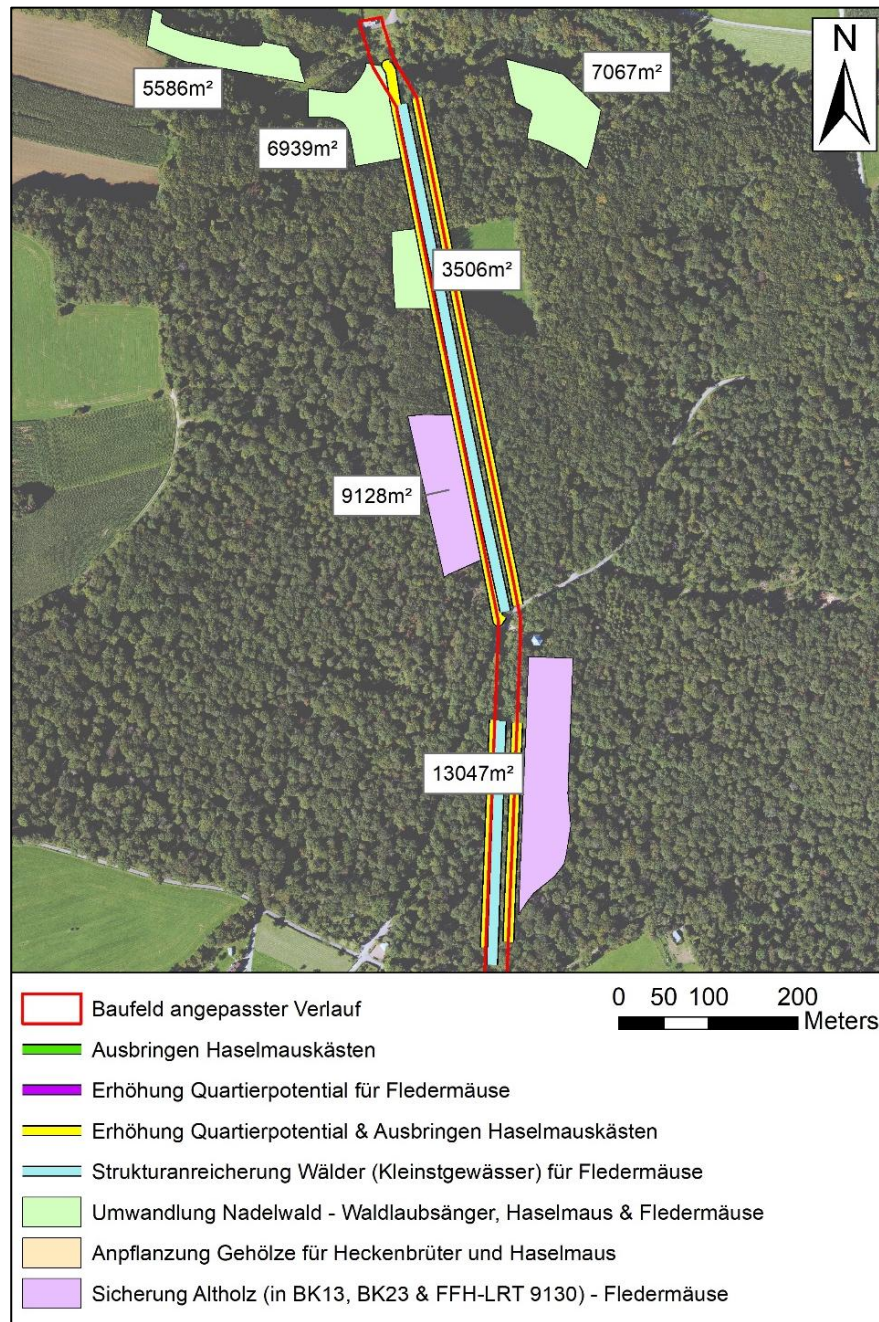 N
5586m²
7067m²
6939m²
3506m²
9128m²
13047m²
0 50 100 200
Meters
Baufeld angepasster Verlauf
Ausbringen Haselmauskästen
Erhöhung Quartierpotential für Fledermäuse
Erhöhung Quartierpotential & Ausbringen Haselmauskästen
Strukturanreicherung Wälder (Kleinstgewässer) für Fledermäuse
Umwandlung Nadelwald - Waldlaubsänger, Haselmaus & Fledermäuse
Anpflanzung Gehölze für Heckenbrüter und Haselmaus
Sicherung Altholz (in BK13, BK23 & FFH-LRT 9130) - Fledermäuse